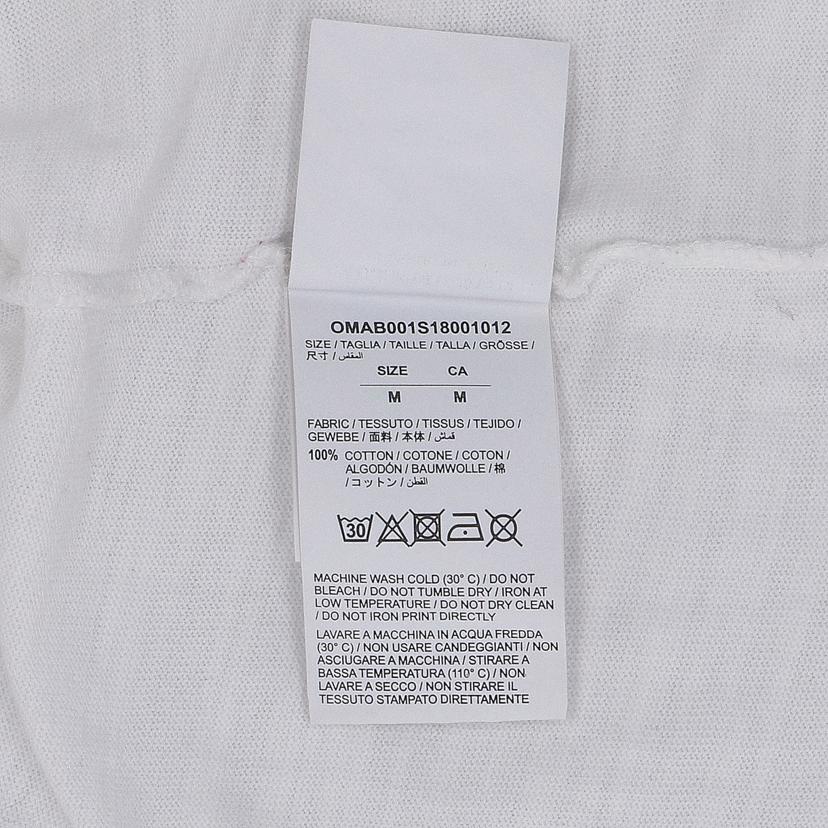 OMAB001S18001012
SIZE / TAGLIA / TAILLE / TALLA / GRÖSSE /
尺寸 / المقاس
SIZE CA
M M
FABRIC / TESSUTO / TISSUS / TEJIDO /
GEWEBE / 面料 / 本体 / قماش
100% COTTON / COTONE / COTON /
ALGODÓN / BAUMWOLLE / 棉
/ コットン / القطن
30
MACHINE WASH COLD (30° C) / DO NOT
BLEACH / DO NOT TUMBLE DRY / IRON AT
LOW TEMPERATURE / DO NOT DRY CLEAN
/ DO NOT IRON PRINT DIRECTLY
LAVARE A MACCHINA IN ACQUA FREDDA
(30° C) / NON USARE CANDEGGIANTI / NON
ASCIUGARE A MACCHINA / STIRARE A
BASSA TEMPERATURA (110° C) / NON
LAVARE A SECCO / NON STIRARE IL
TESSUTO STAMPATO DIRETTAMENTE